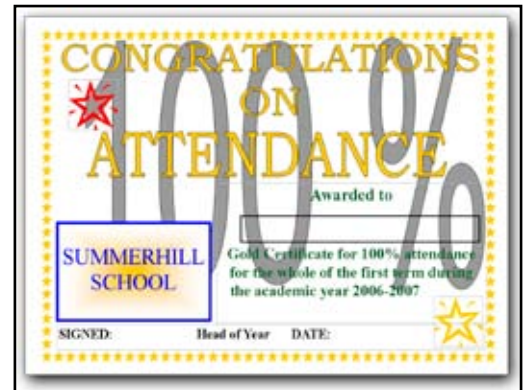 CONGRATULATIONS
ON
100 %
ATTENDANCE
Awarded to
SUMMERHILL
SCHOOL
Gold Certificate for 100% attendance
for the whole of the first term during
the academic year 2006-2007
SIGNED: Head of Year DATE: